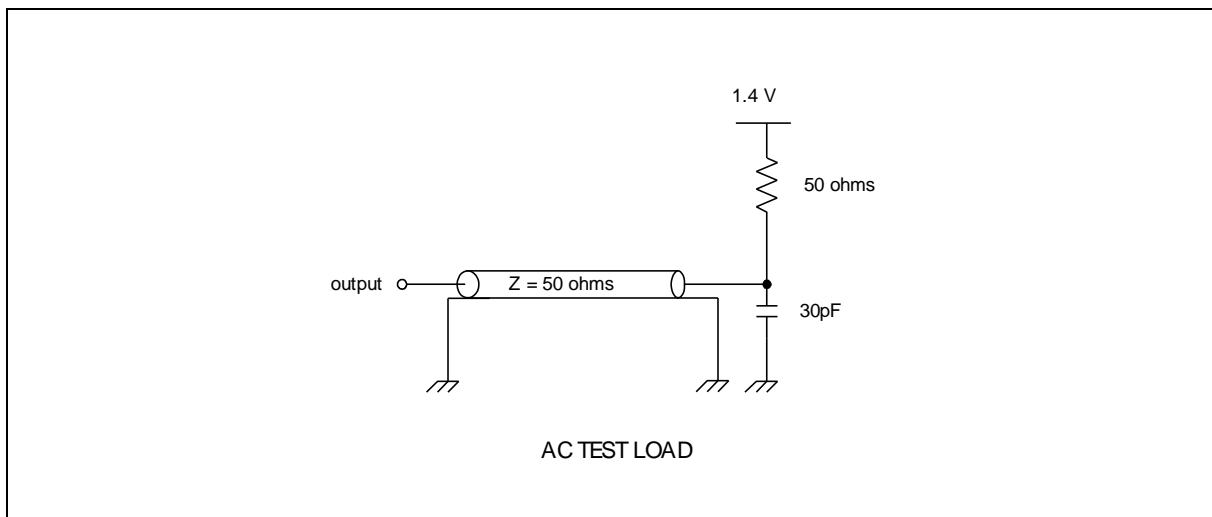 1.4 V
50 ohms
output
Z = 50 ohms
30pF
AC TEST LOAD